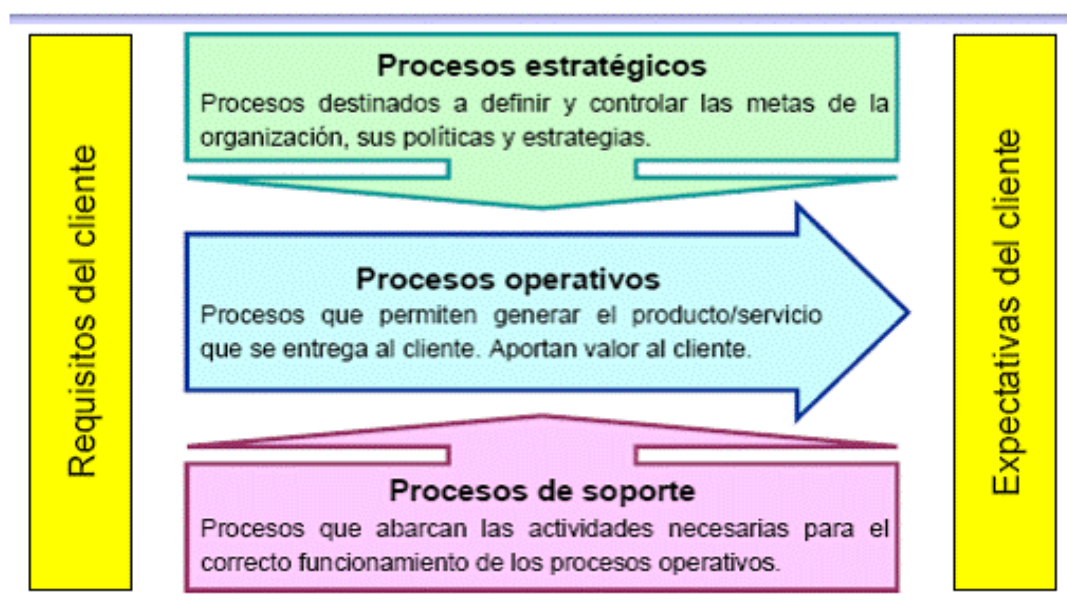 Requisitos del cliente
Procesos estratégicos
Procesos destinados a definir y controlar las metas de la
organización, sus políticas y estrategias.
Procesos operativos
Procesos que permiten generar el producto/servicio
que se entrega al cliente. Aportan valor al cliente.
Procesos de soporte
Procesos que abarcan las actividades necesarias para el
correcto funcionamiento de los procesos operativos.
Expectativas del cliente